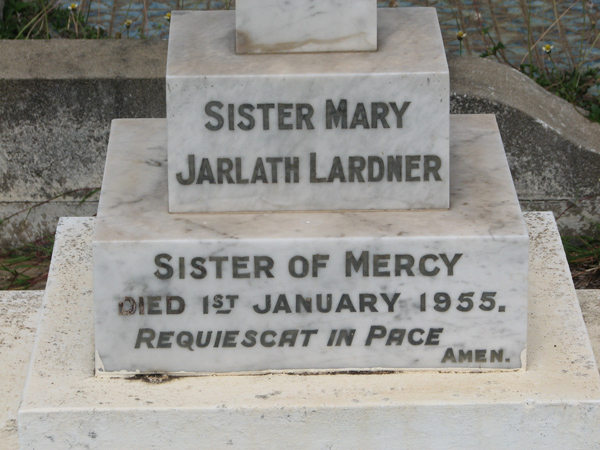 SISTER MARY
JARLATH LARDNER
SISTER OF MERCY
DIED 1ST JANUARY 1955.
REQUIESCAT IN PACE
AMEN.